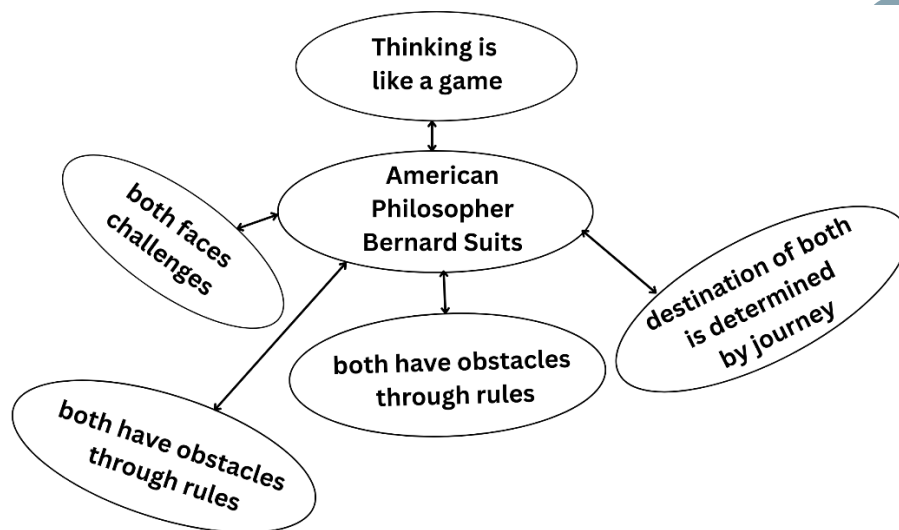 Thinking is
like a game
American
Philosopher
Bernard Suits
both faces
challenges
destination of both
is determined
by journey
both have obstacles
through rules
both have obstacles
through rules